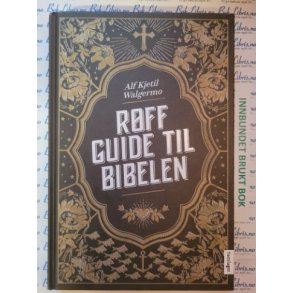 Alf Kjetil
Walgermo
RØFF
GUIDE TIL
BIBELEN
INNBUNDET BRUKT BOK